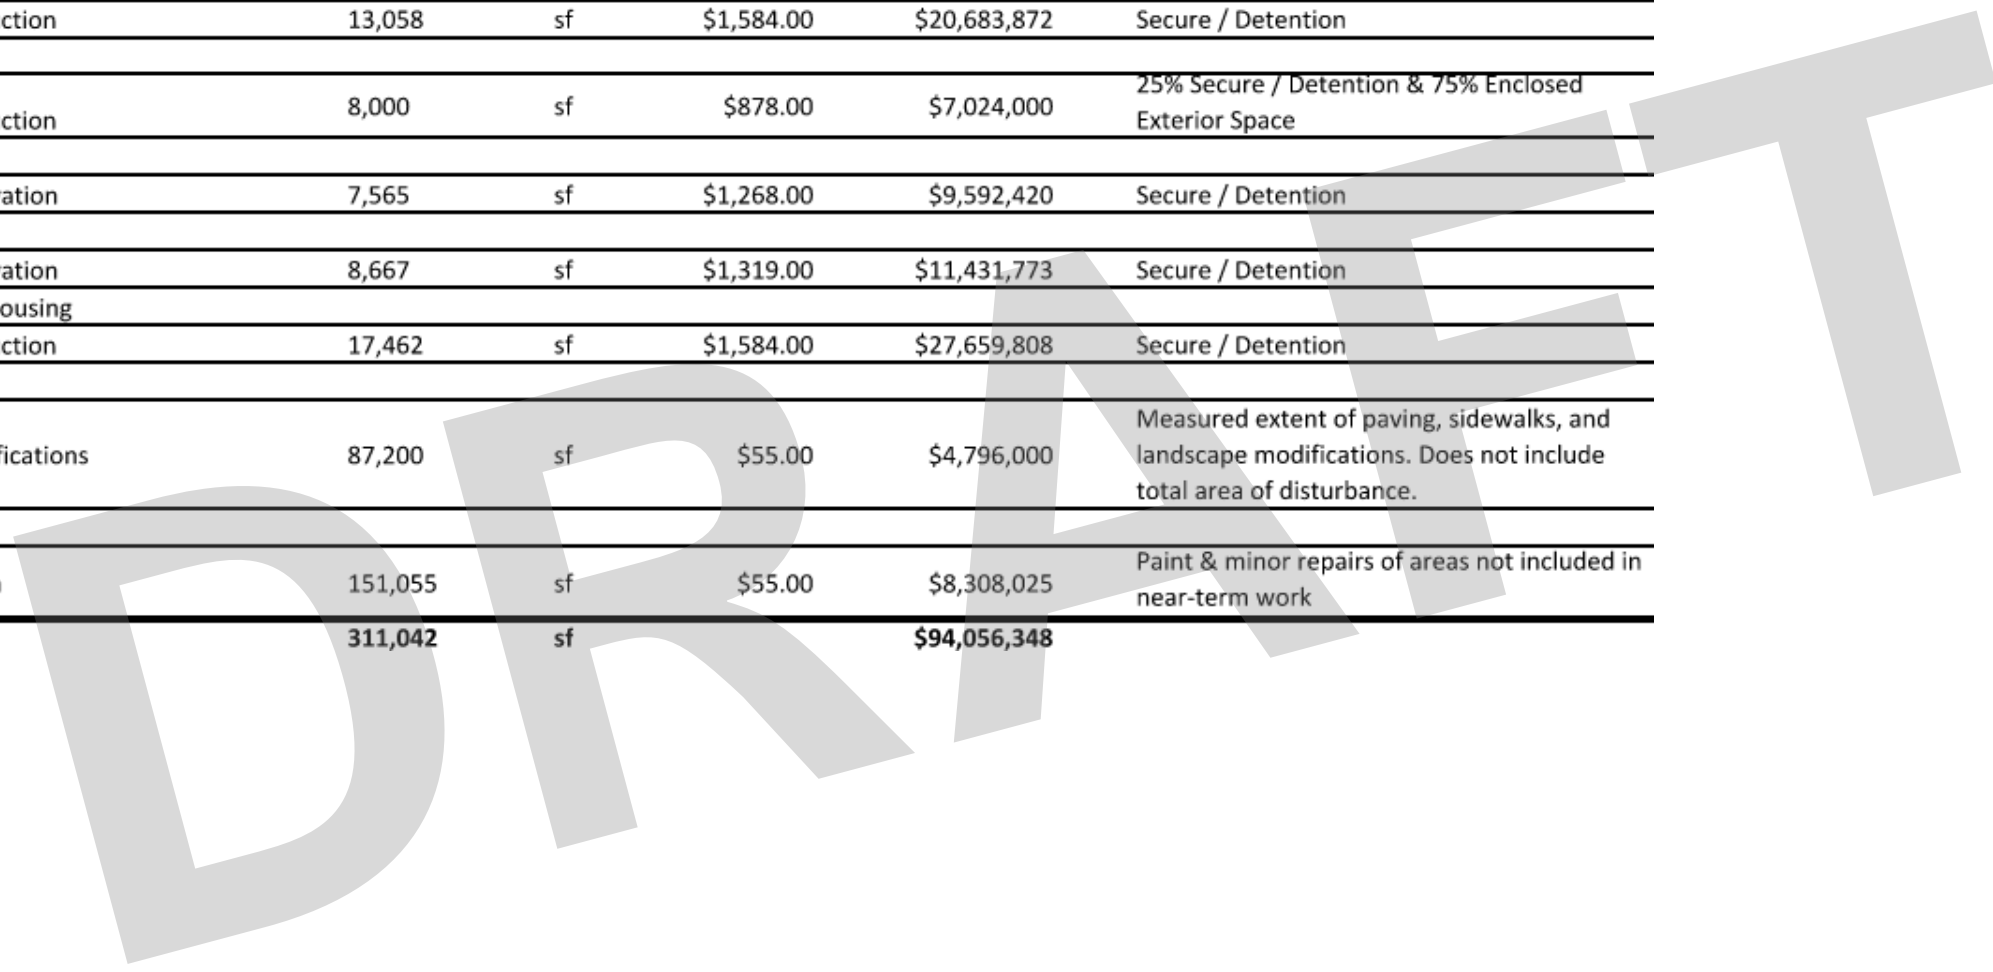 ction 13,058 sf $1,584.00 $20,683,872 Secure / Detention
25% Secure / Detention & 75% Enclosed
ction 8,000 sf $878.00 $7,024,000 Exterior Space
ation 7,565 sf $1,268.00 $9,592,420 Secure / Detention
ation 8,667 sf $1,319.00 $11,431,773 Secure / Detention
ousing
ction 17,462 sf $1,584.00 $27,659,808 Secure / Detention
Measured extent of paving, sidewalks, and
fications 87,200 sf $55.00 $4,796,000 landscape modifications. Does not include
total area of disturbance.
Paint & minor repairs of areas not included in
151,055 sf $55.00 $8,308,025 near-term work
311,042 sf $94,056,348
DRAFT